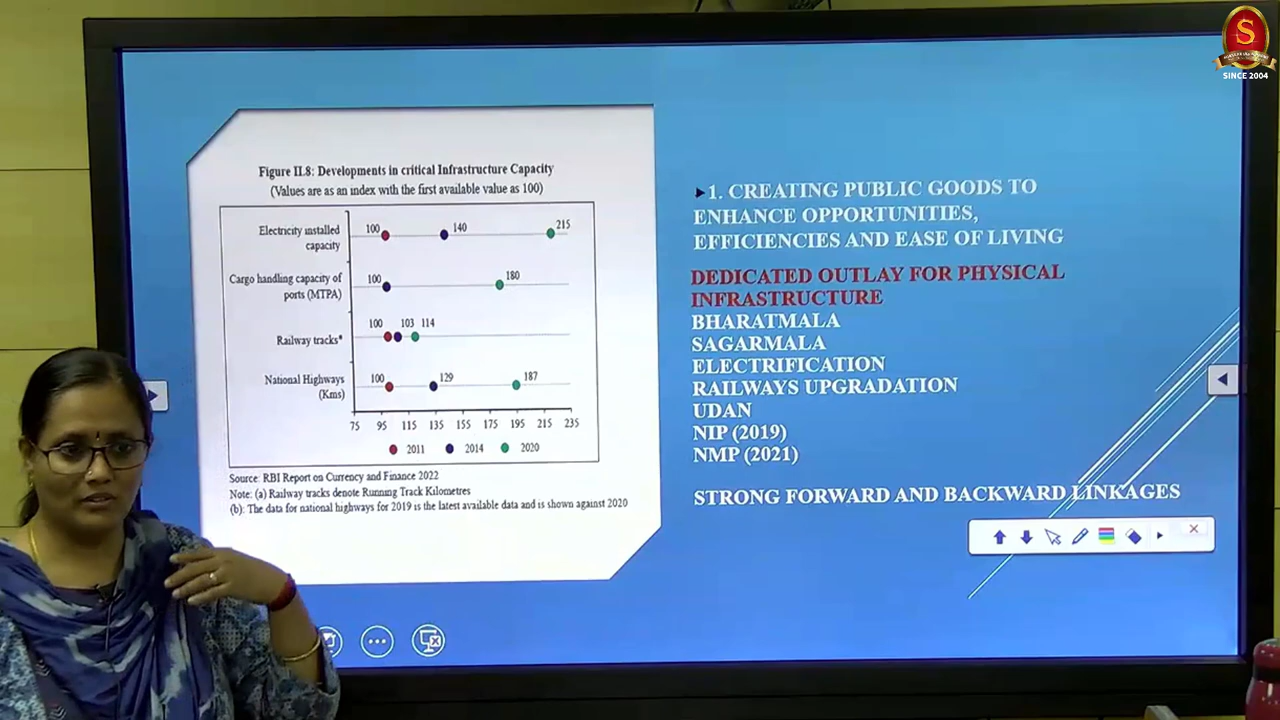 S
SINCE 2004
Figure II.8: Developments in critical Infrastructure Capacity
(Values are as an index with the first available value as 100)
Electricity installed
capacity
100
140
215
Cargo handling capacity of
ports (MTPA)
100
180
Railway tracks*
100
103
114
National Highways
(Kms)
100
129
187
75 95 115 135 155 175 195 215 235
2011 2014 2020
Source: RBI Report on Currency and Finance 2022
Note: (a) Railway tracks denote Running Track Kilometres
(b): The data for national highways for 2019 is the latest available data and is shown against 2020
1. CREATING PUBLIC GOODS TO
ENHANCE OPPORTUNITIES,
EFFICIENCIES AND EASE OF LIVING
DEDICATED OUTLAY FOR PHYSICAL
INFRASTRUCTURE
BHARATMALA
SAGARMALA
ELECTRIFICATION
RAILWAYS UPGRADATION
UDAN
NIP (2019)
NMP (2021)
STRONG FORWARD AND BACKWARD LINKAGES